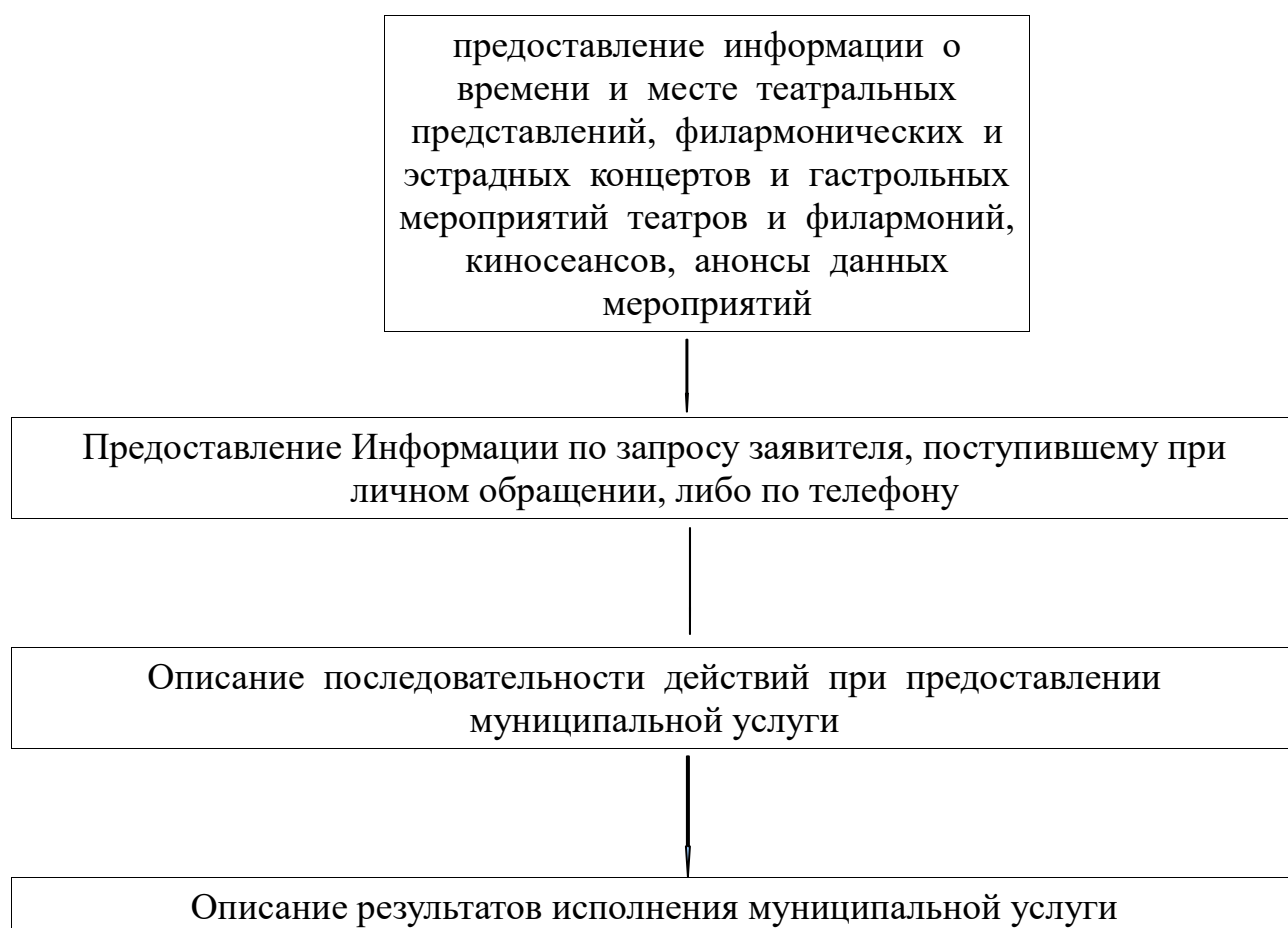 предоставление информации о
времени и месте театральных
представлений, филармонических и
эстрадных концертов и гастрольных
мероприятий театров и филармоний,
киносеансов, анонсы данных
мероприятий
Предоставление Информации по запросу заявителя, поступившему при
личном обращении, либо по телефону
Описание последовательности действий при предоставлении
муниципальной услуги
Описание результатов исполнения муниципальной услуги